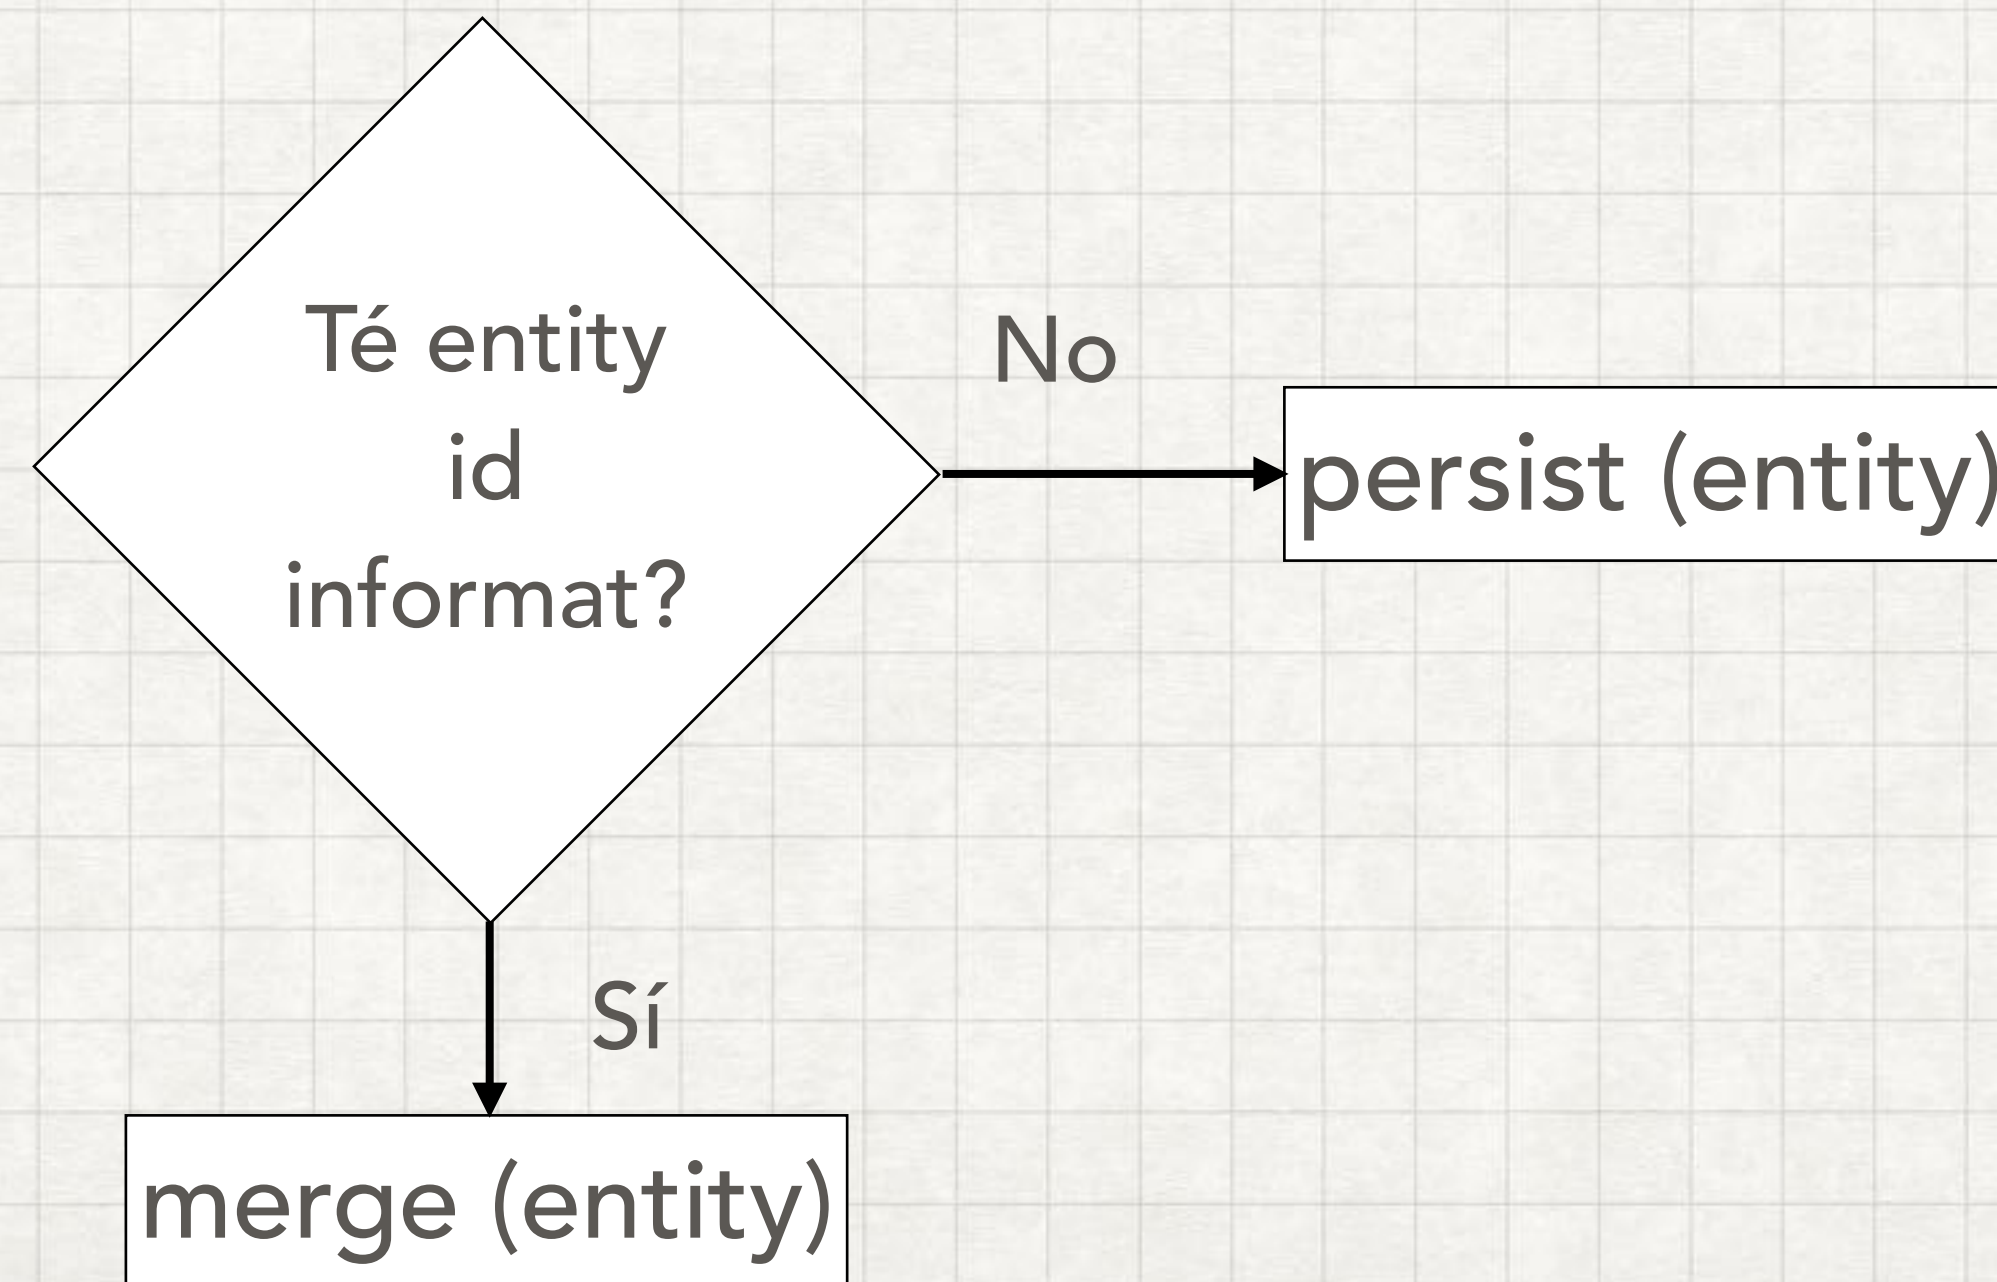 Té entity
id
informat?
No
persist (entity)
Sí
merge (entity)